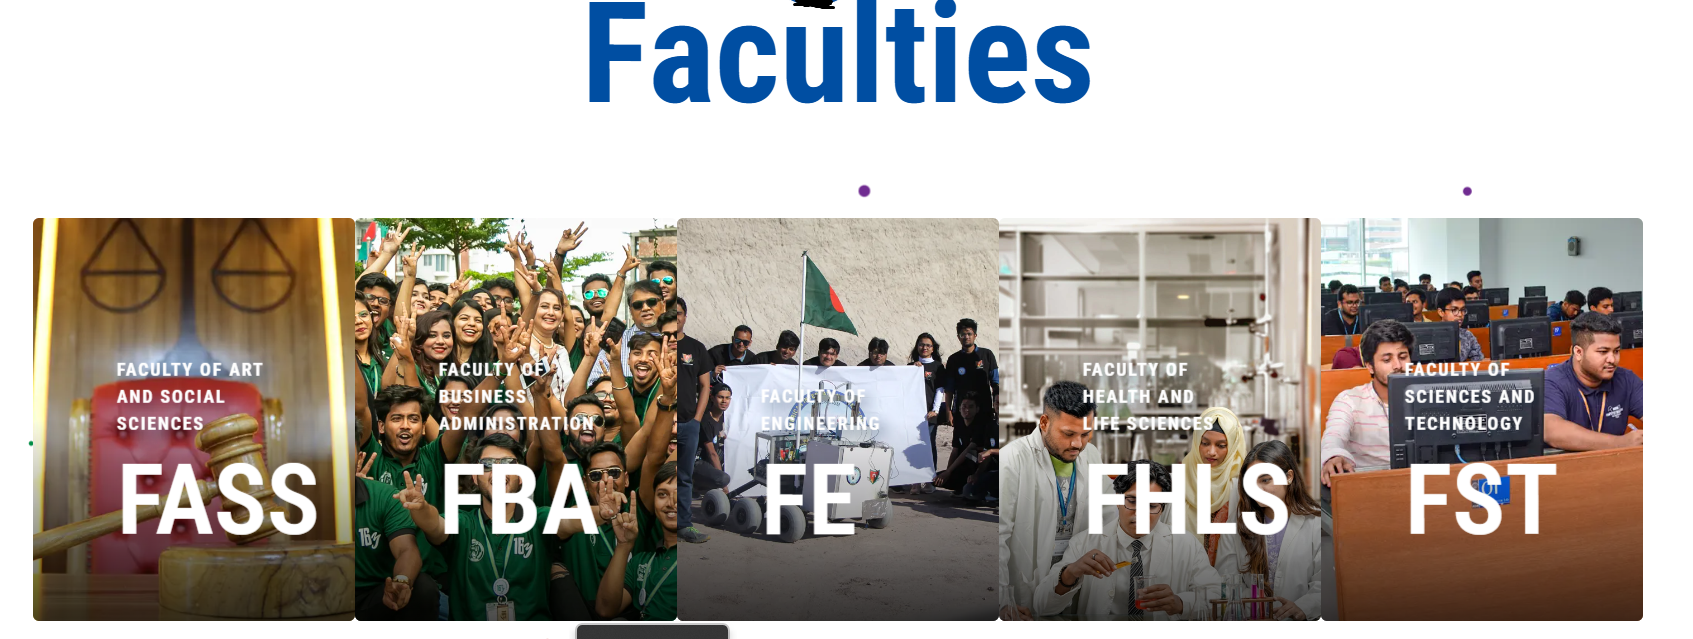 Faculties
FACULTY OF ART
AND SOCIAL
SCIENCES
FASS
FACULTY OF
BUSINESS
ADMINISTRATION
FBA
FACULTY OF
ENGINEERING
FE
FACULTY OF
HEALTH AND
LIFE SCIENCES
FHLS
FACULTY OF
SCIENCES AND
TECHNOLOGY
FST